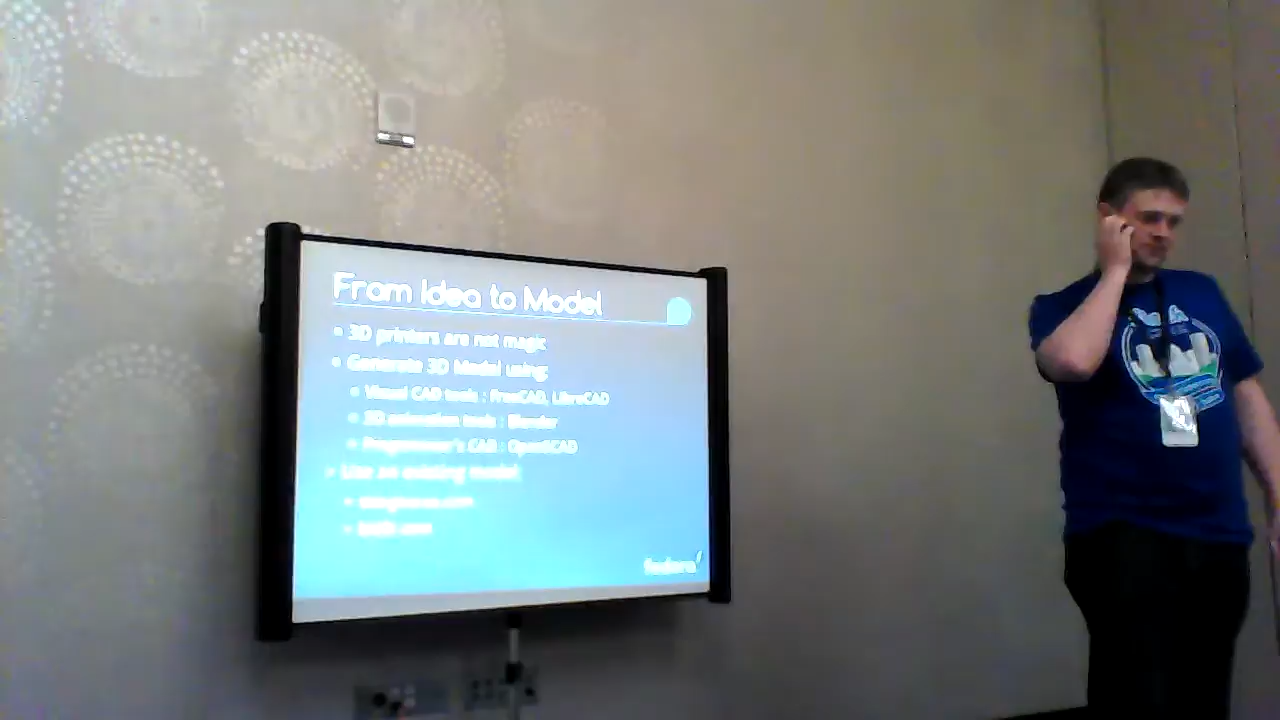 From Idea to Model
3D printers are not magic
Generate 3D Model using:
Visual CAD tools : FreeCAD, LibreCAD
3D animation tools : Blender
Programmer's CAD : OpenSCAD
Use an existing model
fedora